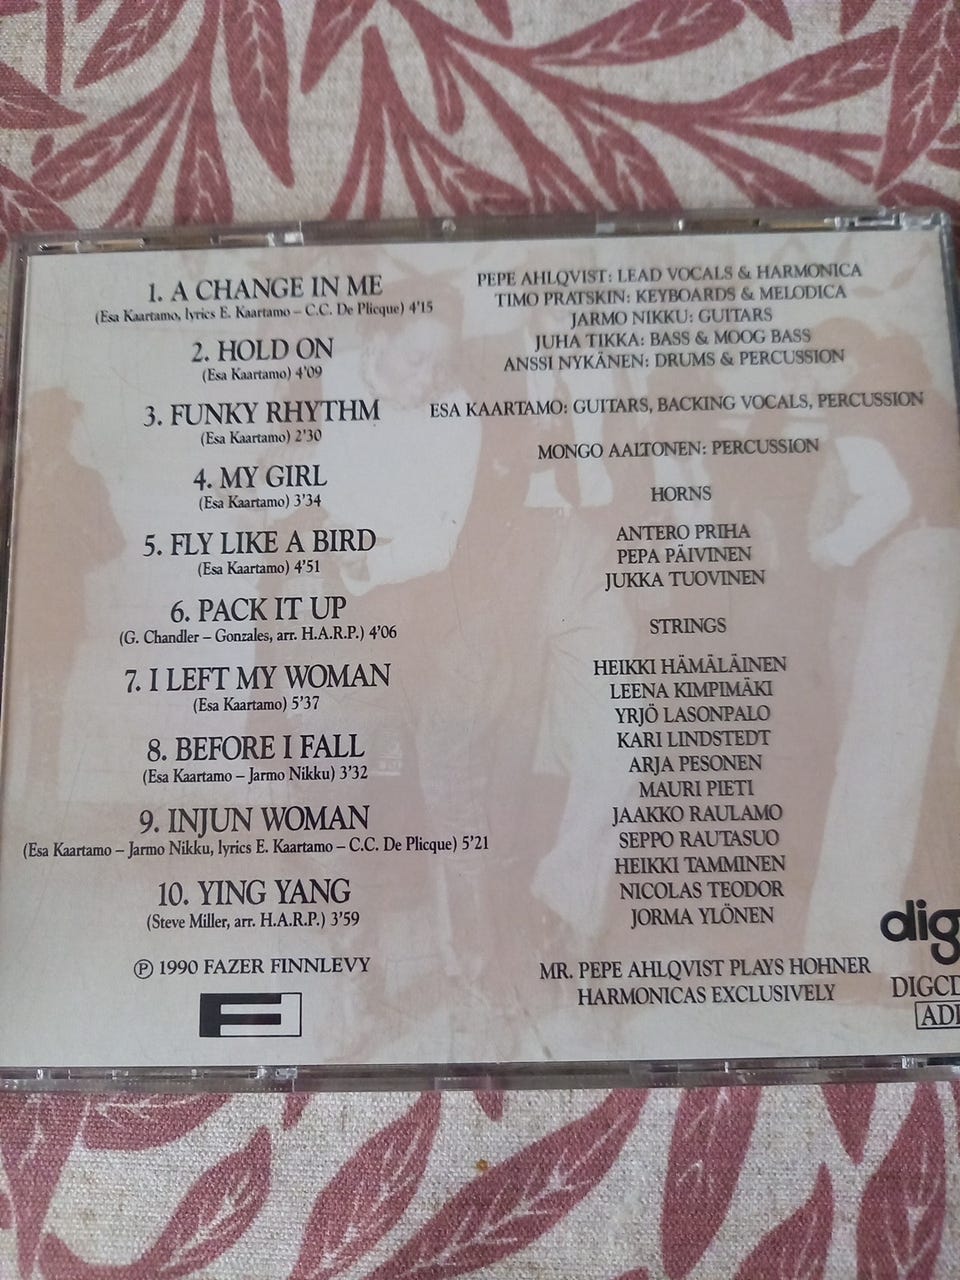 1. A CHANGE IN ME
(Esa Kaartamo, lyrics E. Kaartamo – C.C. De Plicque) 4'15
2. HOLD ON
(Esa Kaartamo) 4'09
3. FUNKY RHYTHM
(Esa Kaartamo) 2'30
4. MY GIRL
(Esa Kaartamo) 3'34
5. FLY LIKE A BIRD
(Esa Kaartamo) 4'51
6. PACK IT UP
(G. Chandler – Gonzales, arr. H.A.R.P.) 4'06
7. I LEFT MY WOMAN
(Esa Kaartamo) 5'37
8. BEFORE I FALL
(Esa Kaartamo – Jarmo Nikku) 3'32
9. INJUN WOMAN
(Esa Kaartamo – Jarmo Nikku, lyrics E. Kaartamo – C.C. De Plicque) 5'21
10. YING YANG
(Steve Miller, arr. H.A.R.P.) 3'59
Ⓟ 1990 FAZER FINNLEVY
F
PEPE AHLQVIST: LEAD VOCALS & HARMONICA
TIMO PRATSKIN: KEYBOARDS & MELODICA
JARMO NIKKU: GUITARS
JUHA TIKKA: BASS & MOOG BASS
ANSSI NYKÄNEN: DRUMS & PERCUSSION
ESA KAARTAMO: GUITARS, BACKING VOCALS, PERCUSSION
MONGO AALTONEN: PERCUSSION
HORNS
ANTERO PRIHA
PEPA PÄIVINEN
JUKKA TUOVINEN
STRINGS
HEIKKI HÄMÄLÄINEN
LEENA KIMPIMÄKI
YRJÖ LASONPALO
KARI LINDSTEDT
ARJA PESONEN
MAURI PIETI
JAAKKO RAULAMO
SEPPO RAUTASUO
HEIKKI TAMMINEN
NICOLAS TEODOR
JORMA YLÖNEN
MR. PEPE AHLQVIST PLAYS HOHNER
HARMONICAS EXCLUSIVELY
dig
DIGCD